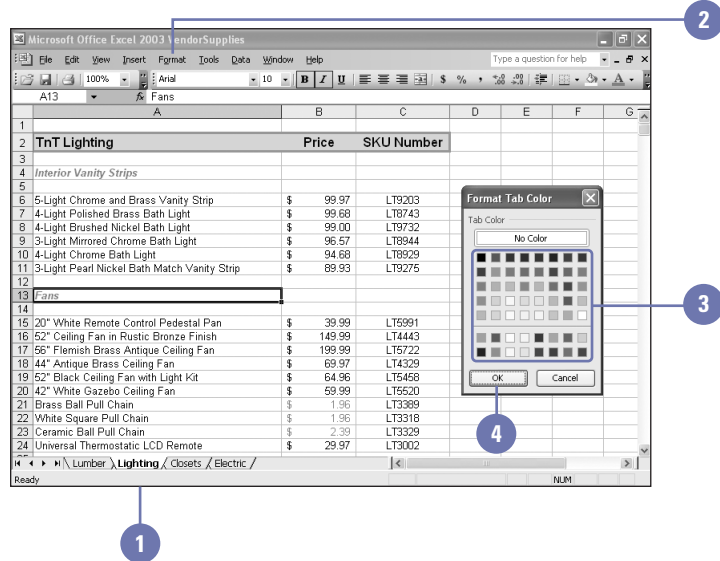 2
Microsoft Office Excel 2003 VendorSupplies
File Edit View Insert Format Tools Data Window Help Type a question for help
100% Arial 10 B I U $ % , A
A13 fx Fans
A B C D E F G
1
2 TnT Lighting Price SKU Number
3
4 Interior Vanity Strips
5
6 5-Light Chrome and Brass Vanity Strip $ 99.97 LT9203
7 4-Light Polished Brass Bath Light $ 99.68 LT8743
8 4-Light Brushed Nickel Bath Light $ 99.00 LT9732
9 3-Light Mirrored Chrome Bath Light $ 96.57 LT8944
10 4-Light Chrome Bath Light $ 94.68 LT8929
11 3-Light Pearl Nickel Bath Match Vanity Strip $ 89.93 LT9275
12
13 Fans
14
15 20" White Remote Control Pedestal Pan $ 39.99 LT5991
16 52" Ceiling Fan in Rustic Bronze Finish $ 149.99 LT4443
17 56" Flemish Brass Antique Ceiling Fan $ 199.99 LT5722
18 44" Antique Brass Ceiling Fan $ 69.97 LT4329
19 52" Black Ceiling Fan with Light Kit $ 64.96 LT5458
20 42" White Gazebo Ceiling Fan $ 59.99 LT5520
21 Brass Ball Pull Chain $ 1.96 LT3389
22 White Square Pull Chain $ 1.96 LT3318
23 Ceramic Ball Pull Chain $ 2.39 LT3329
24 Universal Thermostatic LCD Remote $ 29.97 LT3002
Format Tab Color
Tab Color
No Color
OK Cancel
3
4
Lumber Lighting Closets Electric
Ready NUM
1